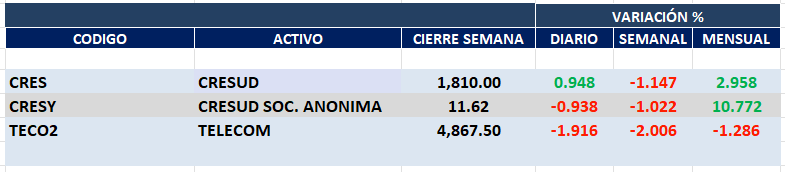 VARIACIÓN %
CODIGO ACTIVO CIERRE SEMANA DIARIO SEMANAL MENSUAL
CRES CRESUD 1,810.00 0.948 -1.147 2.958
CRESY CRESUD SOC. ANONIMA 11.62 -0.938 -1.022 10.772
TECO2 TELECOM 4,867.50 -1.916 -2.006 -1.286